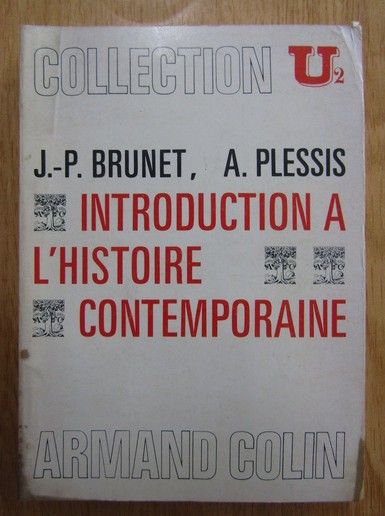 COLLECTION U2
J.-P. BRUNET, A. PLESSIS
INTRODUCTION A
L'HISTOIRE
CONTEMPORAINE
ARMAND COLIN